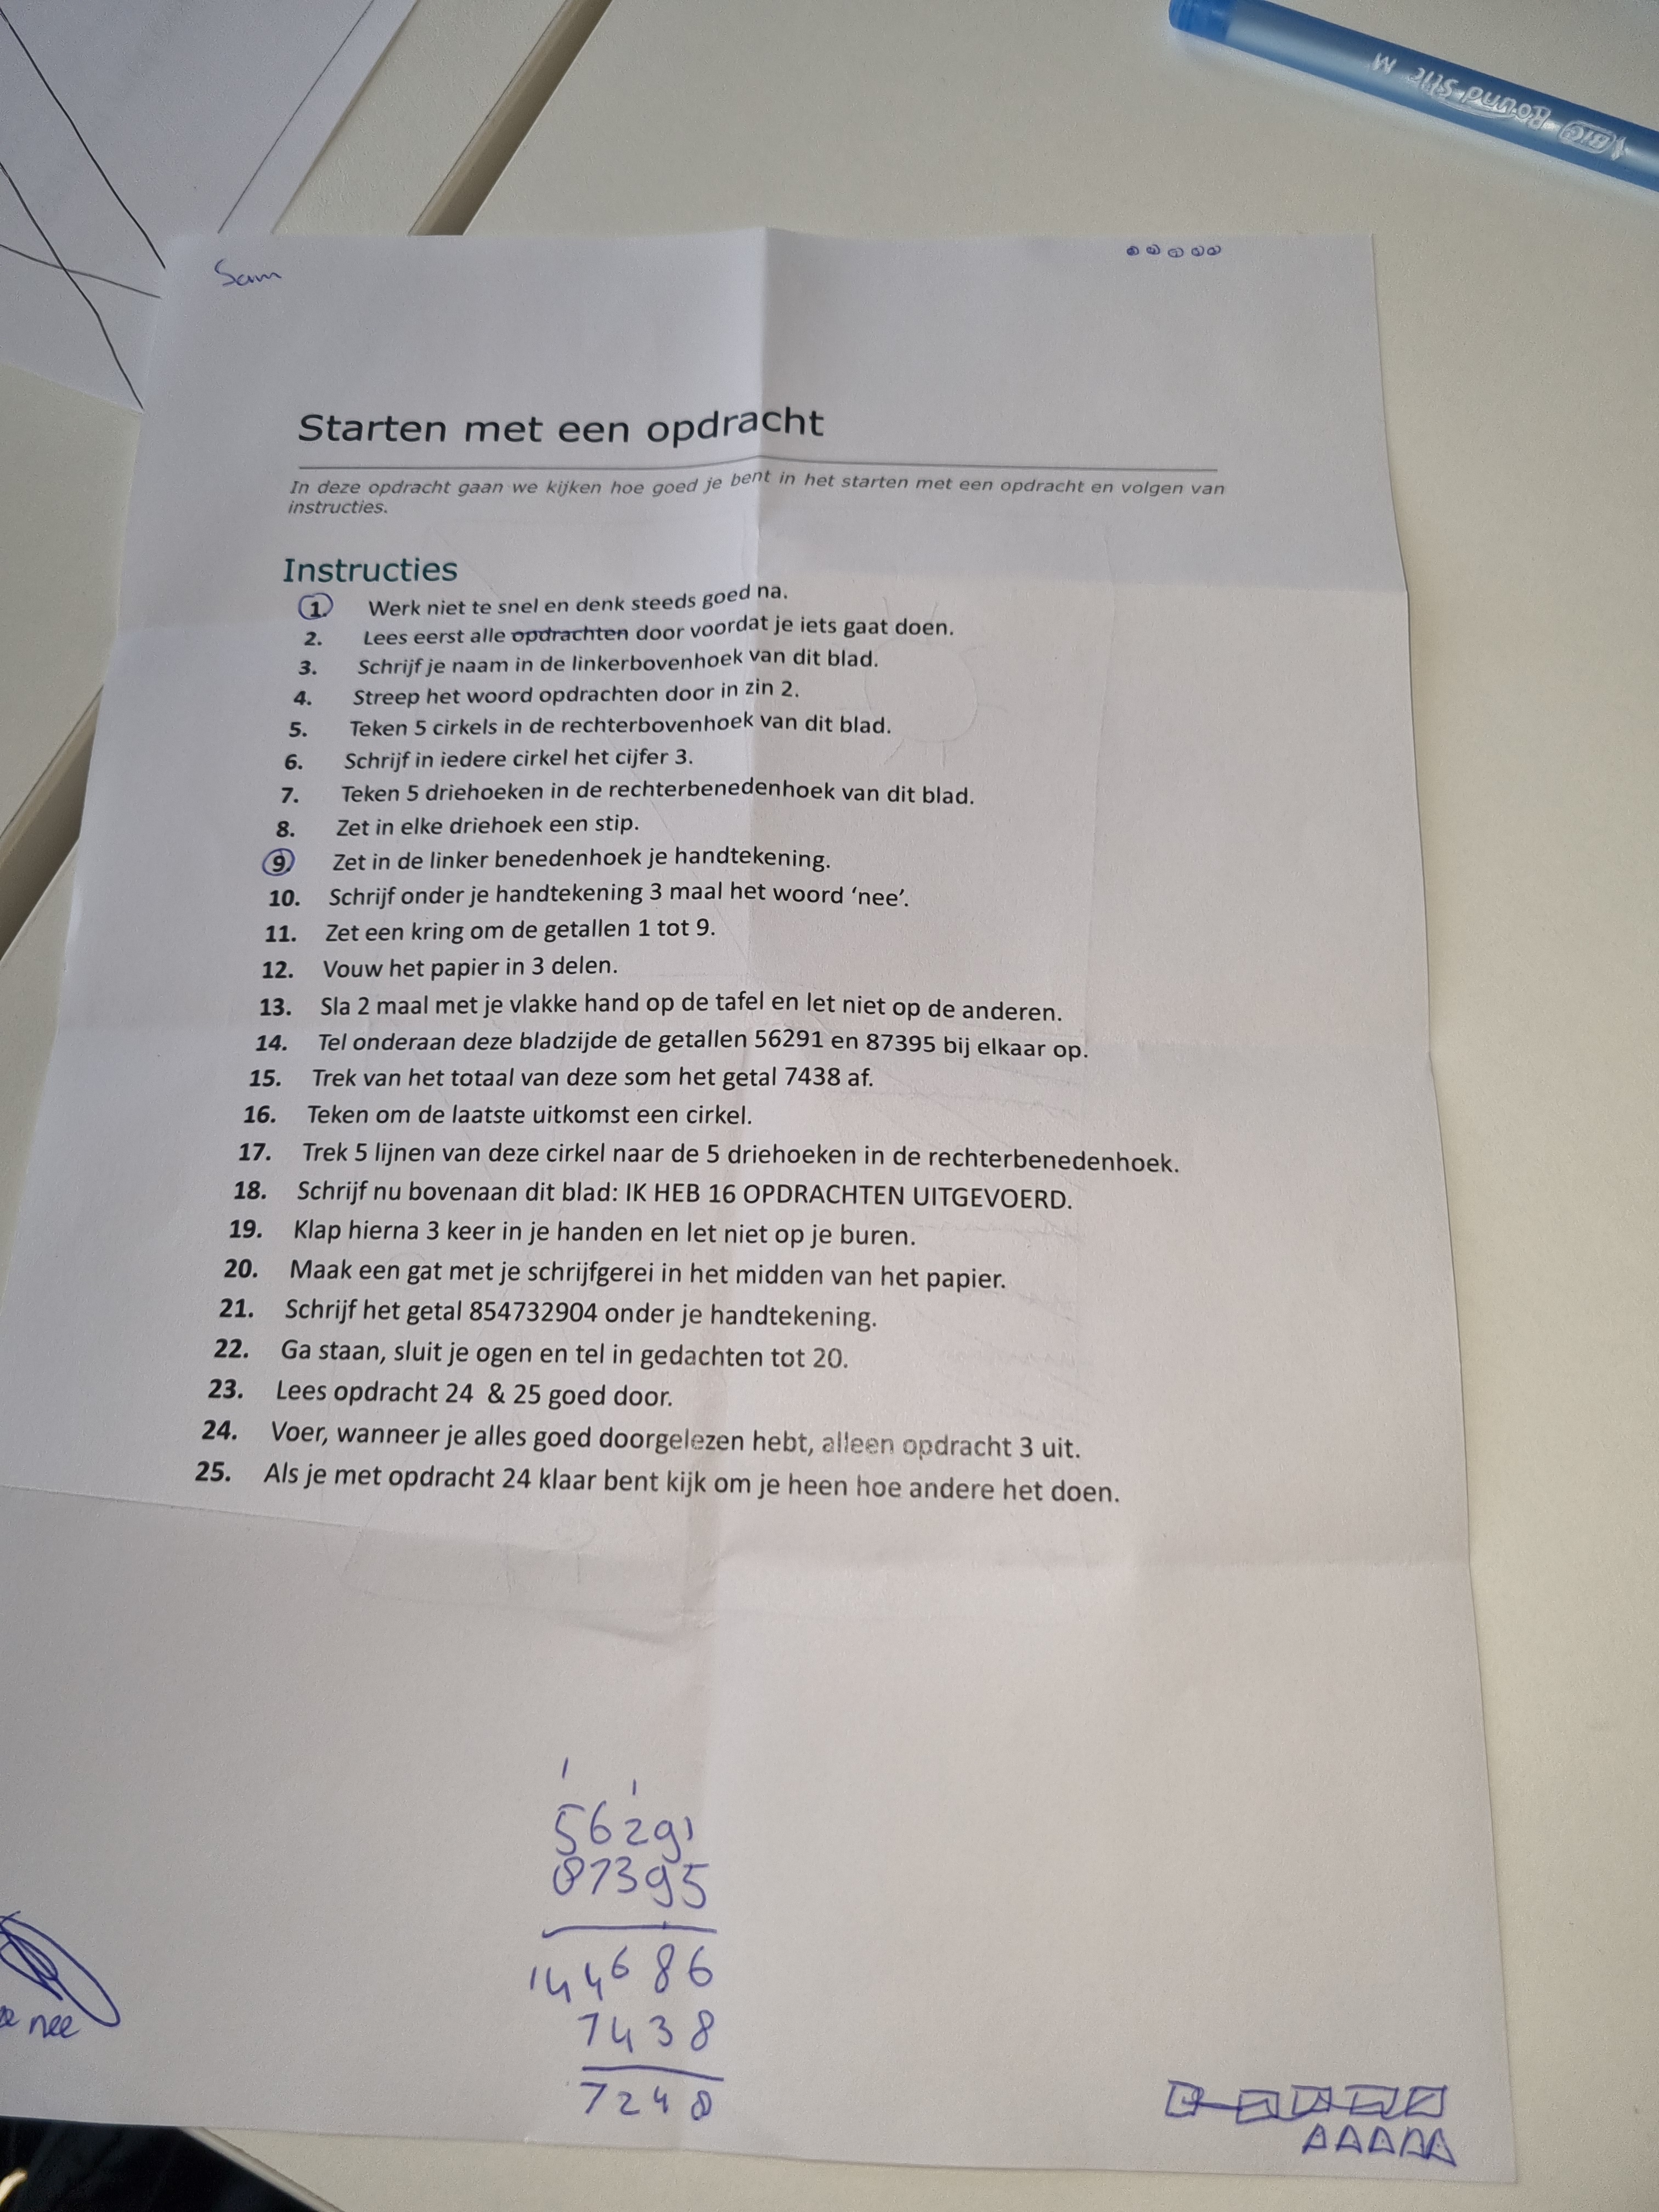 BIC Round Stic M
Sam
Starten met een opdracht
In deze opdracht gaan we kijken hoe goed je bent in het starten met een opdracht en volgen van
instructies.
Instructies
1. Werk niet te snel en denk steeds goed na.
2. Lees eerst alle opdrachten door voordat je iets gaat doen.
3. Schrijf je naam in de linkerbovenhoek van dit blad.
4. Streep het woord opdrachten door in zin 2.
5. Teken 5 cirkels in de rechterbovenhoek van dit blad.
6. Schrijf in iedere cirkel het cijfer 3.
7. Teken 5 driehoeken in de rechterbenedenhoek van dit blad.
8. Zet in elke driehoek een stip.
9. Zet in de linker benedenhoek je handtekening.
10. Schrijf onder je handtekening 3 maal het woord ‘nee’.
11. Zet een kring om de getallen 1 tot 9.
12. Vouw het papier in 3 delen.
13. Sla 2 maal met je vlakke hand op de tafel en let niet op de anderen.
14. Tel onderaan deze bladzijde de getallen 56291 en 87395 bij elkaar op.
15. Trek van het totaal van deze som het getal 7438 af.
16. Teken om de laatste uitkomst een cirkel.
17. Trek 5 lijnen van deze cirkel naar de 5 driehoeken in de rechterbenedenhoek.
18. Schrijf nu bovenaan dit blad: IK HEB 16 OPDRACHTEN UITGEVOERD.
19. Klap hierna 3 keer in je handen en let niet op je buren.
20. Maak een gat met je schrijfgerei in het midden van het papier.
21. Schrijf het getal 854732904 onder je handtekening.
22. Ga staan, sluit je ogen en tel in gedachten tot 20.
23. Lees opdracht 24 & 25 goed door.
24. Voer, wanneer je alles goed doorgelezen hebt, alleen opdracht 3 uit.
25. Als je met opdracht 24 klaar bent kijk om je heen hoe andere het doen.
1 1
56291
87395
144686
7438
7248
nee